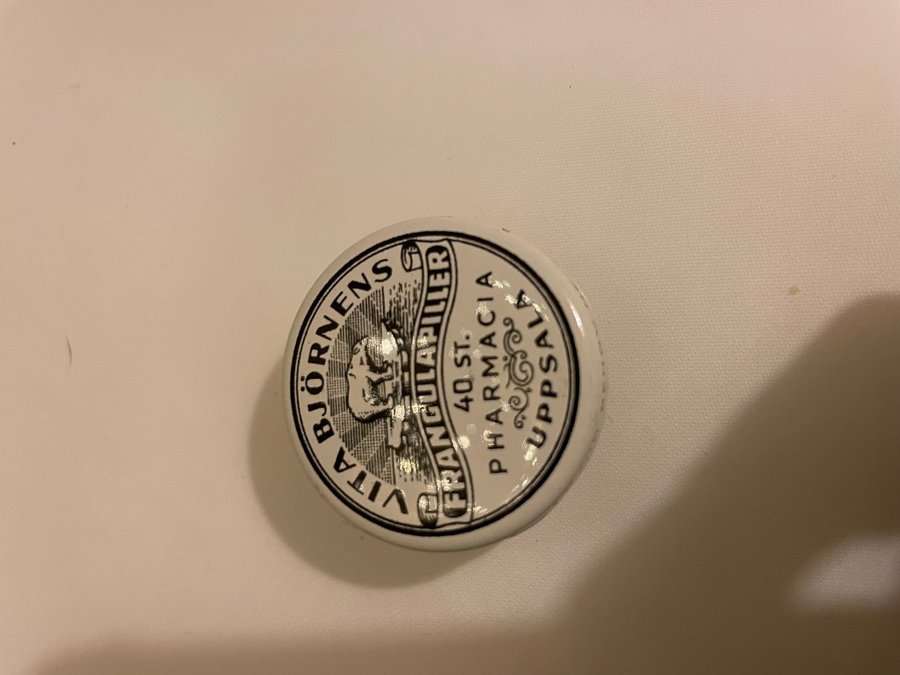 VITA BJÖRNENS
FRANGULAPILLER
40 ST.
PHARMACIA
UPPSALA